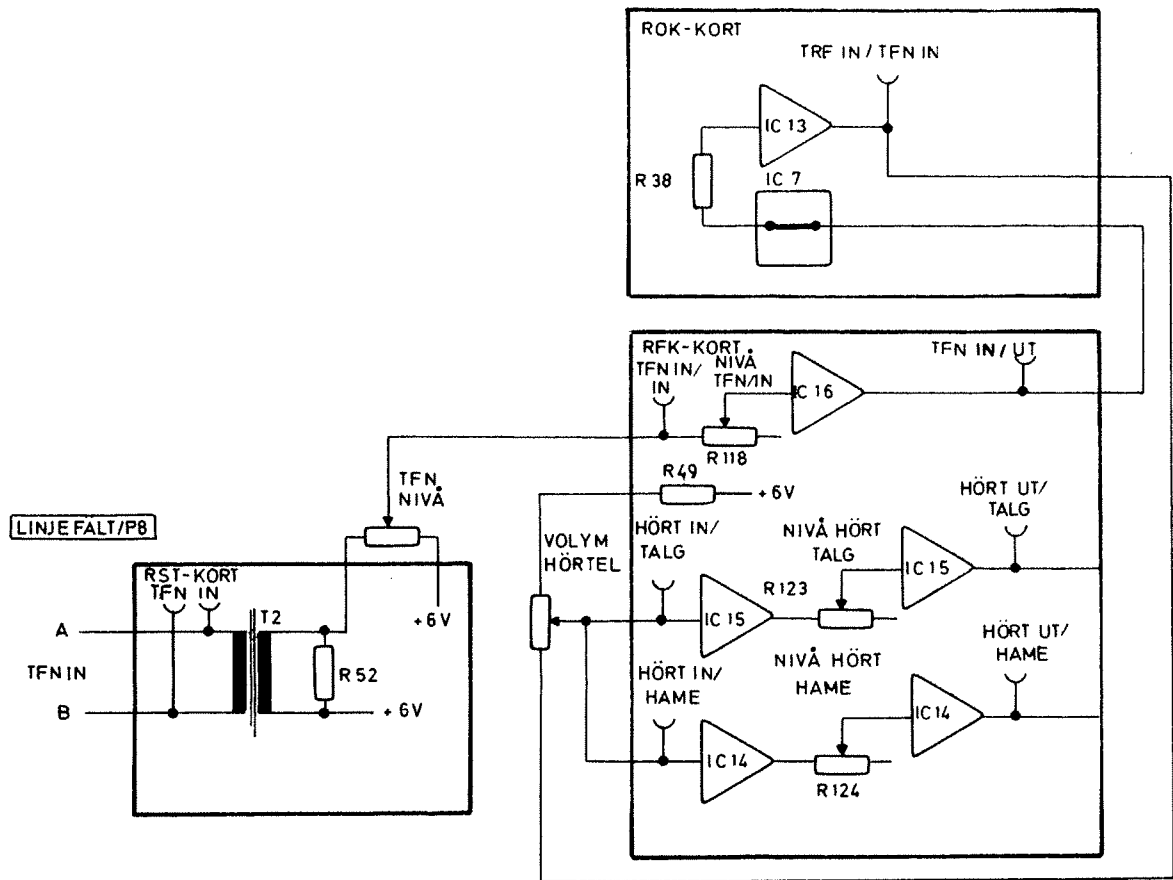 ROK-KORT
TRF IN / TFN IN
IC 13
R 38
IC 7
RFK-KORT
TFN IN/
IN
NIVÅ
TFN/IN
IC 16
TFN IN / UT
R 118
TFN
NIVÅ
R 49
+6V
LINJEFÄLT/P8
VOLYM
HÖRTEL
HÖRT IN/
TALG
NIVÅ HÖRT
TALG
HÖRT UT/
TALG
IC 15
R 123
IC 15
RST-KORT
TFN IN
T2
+6V
A
TFN IN
B
R 52
+6V
HÖRT IN/
HAME
NIVÅ HÖRT
HAME
HÖRT UT/
HAME
IC 14
IC 14
R 124